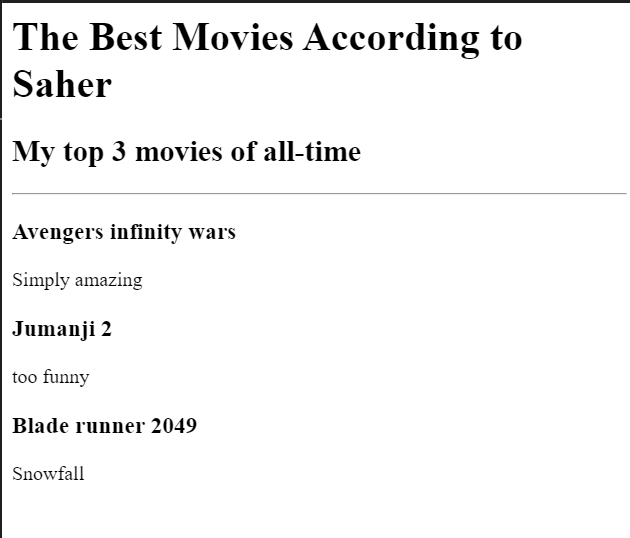 The Best Movies According to
Saher
My top 3 movies of all-time
Avengers infinity wars
Simply amazing
Jumanji 2
too funny
Blade runner 2049
Snowfall